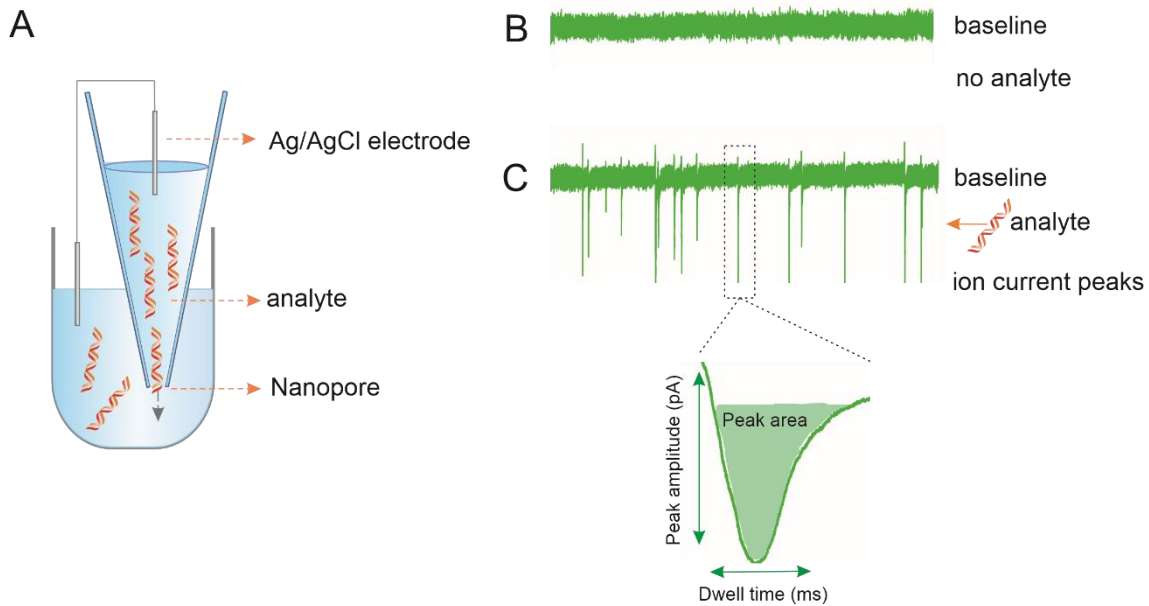 A
Ag/AgCl electrode
analyte
Nanopore
B
baseline
no analyte
C
baseline
analyte
ion current peaks
Peak amplitude (pA)
Peak area
Dwell time (ms)